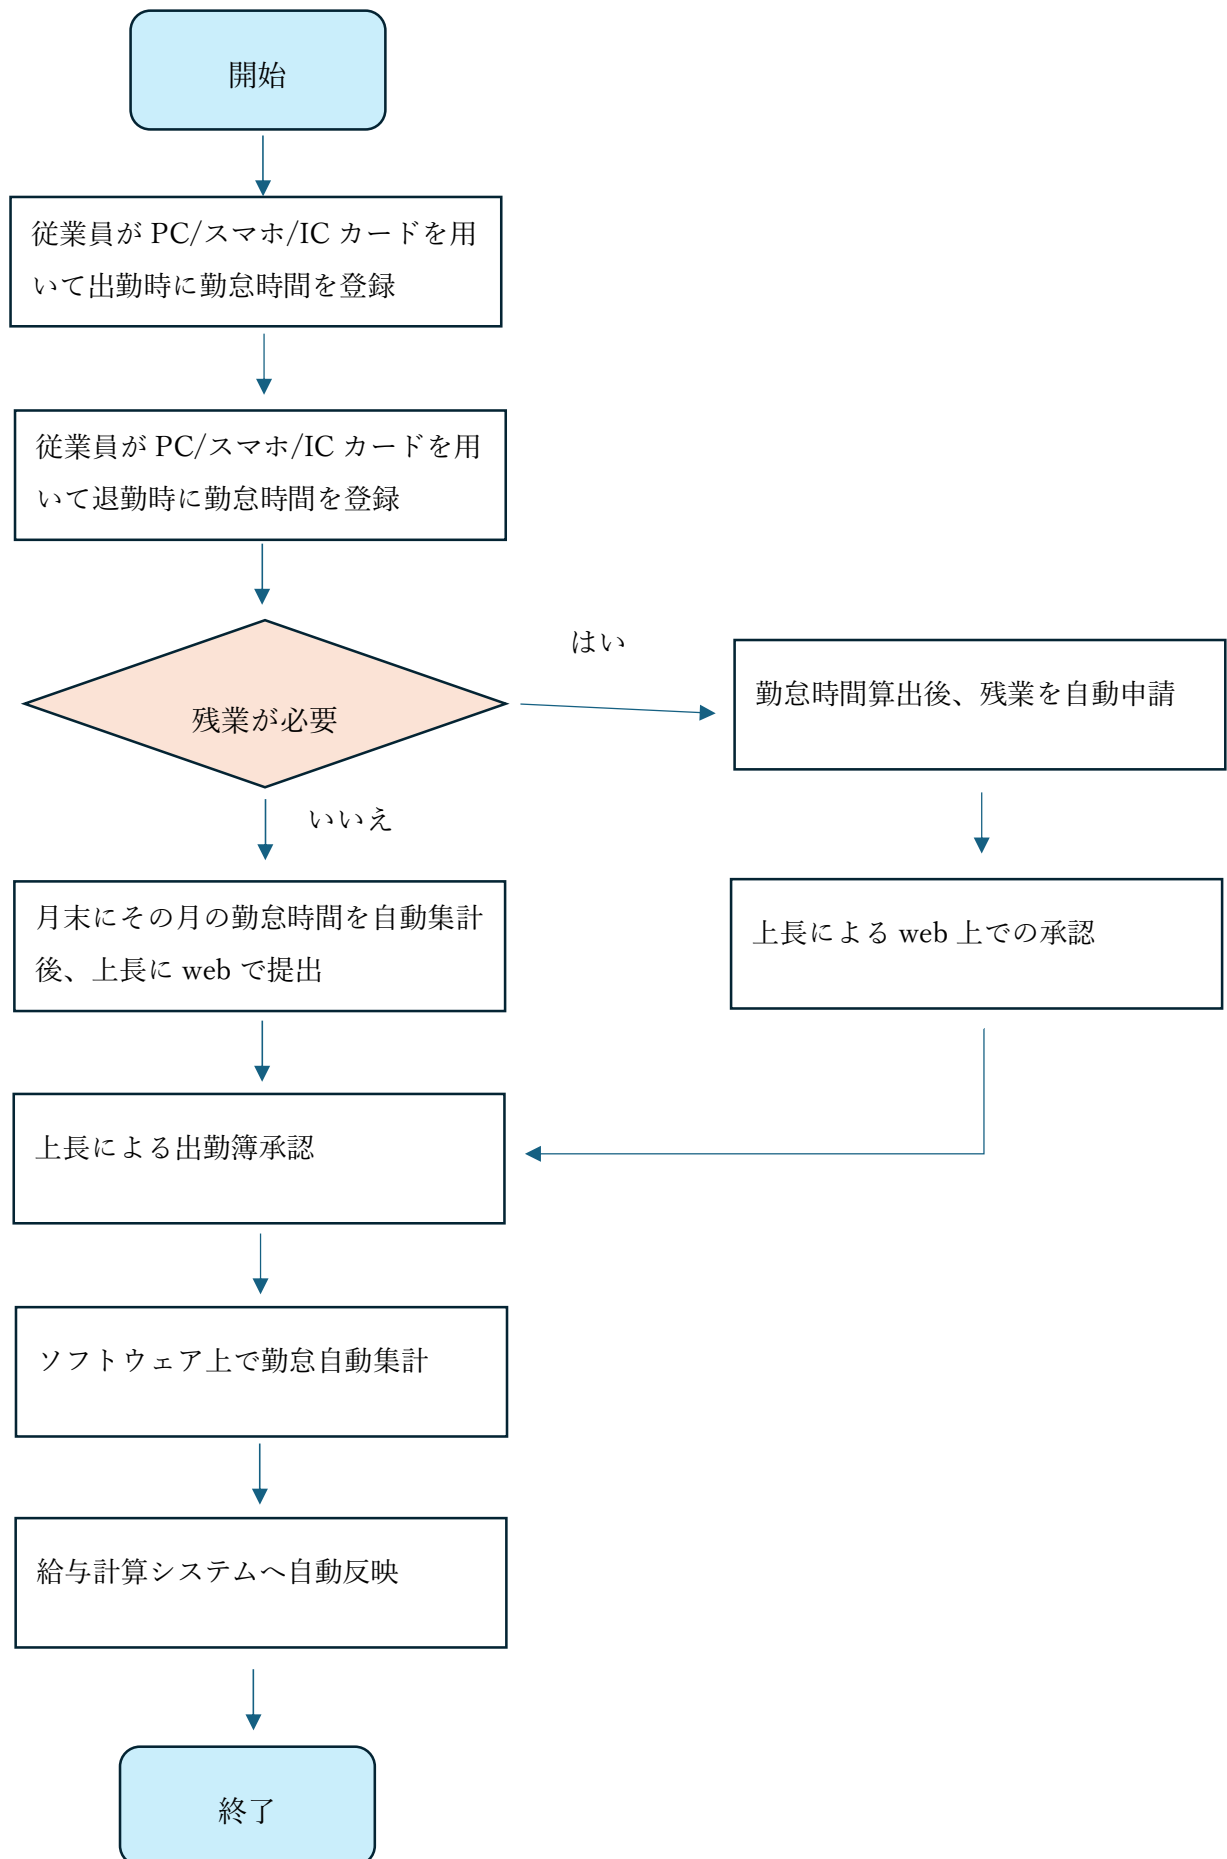 開始
従業員が PC/スマホ/IC カードを用
いて出勤時に勤怠時間を登録
従業員が PC/スマホ/IC カードを用
いて退勤時に勤怠時間を登録
残業が必要
はい
勤怠時間算出後、残業を自動申請
上長による web 上での承認
いいえ
月末にその月の勤怠時間を自動集計
後、上長に web で提出
上長による出勤簿承認
ソフトウェア上で勤怠自動集計
給与計算システムへ自動反映
終了